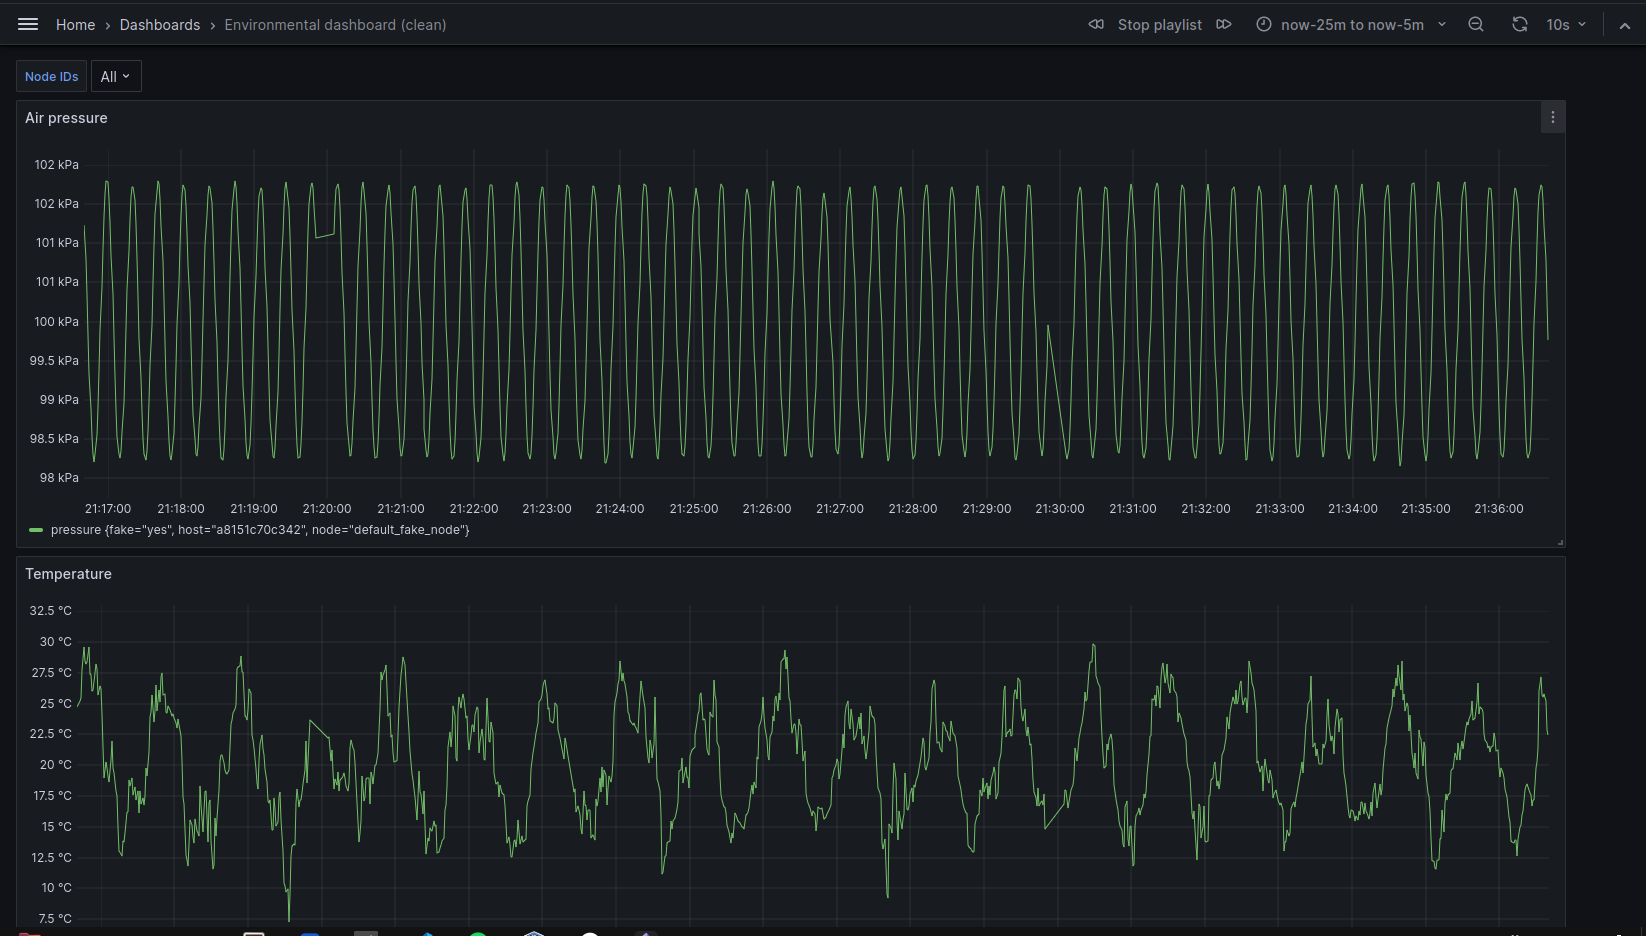 Home › Dashboards › Environmental dashboard (clean)
Stop playlist
now-25m to now-5m
10s
Node IDs
All
Air pressure
102 kPa
102 kPa
101 kPa
101 kPa
100 kPa
99.5 kPa
99 kPa
98.5 kPa
98 kPa
21:17:00 21:18:00 21:19:00 21:20:00 21:21:00 21:22:00 21:23:00 21:24:00 21:25:00 21:26:00 21:27:00 21:28:00 21:29:00 21:30:00 21:31:00 21:32:00 21:33:00 21:34:00 21:35:00 21:36:00
pressure {fake="yes", host="a8151c70c342", node="default_fake_node"}
Temperature
32.5 °C
30 °C
27.5 °C
25 °C
22.5 °C
20 °C
17.5 °C
15 °C
12.5 °C
10 °C
7.5 °C